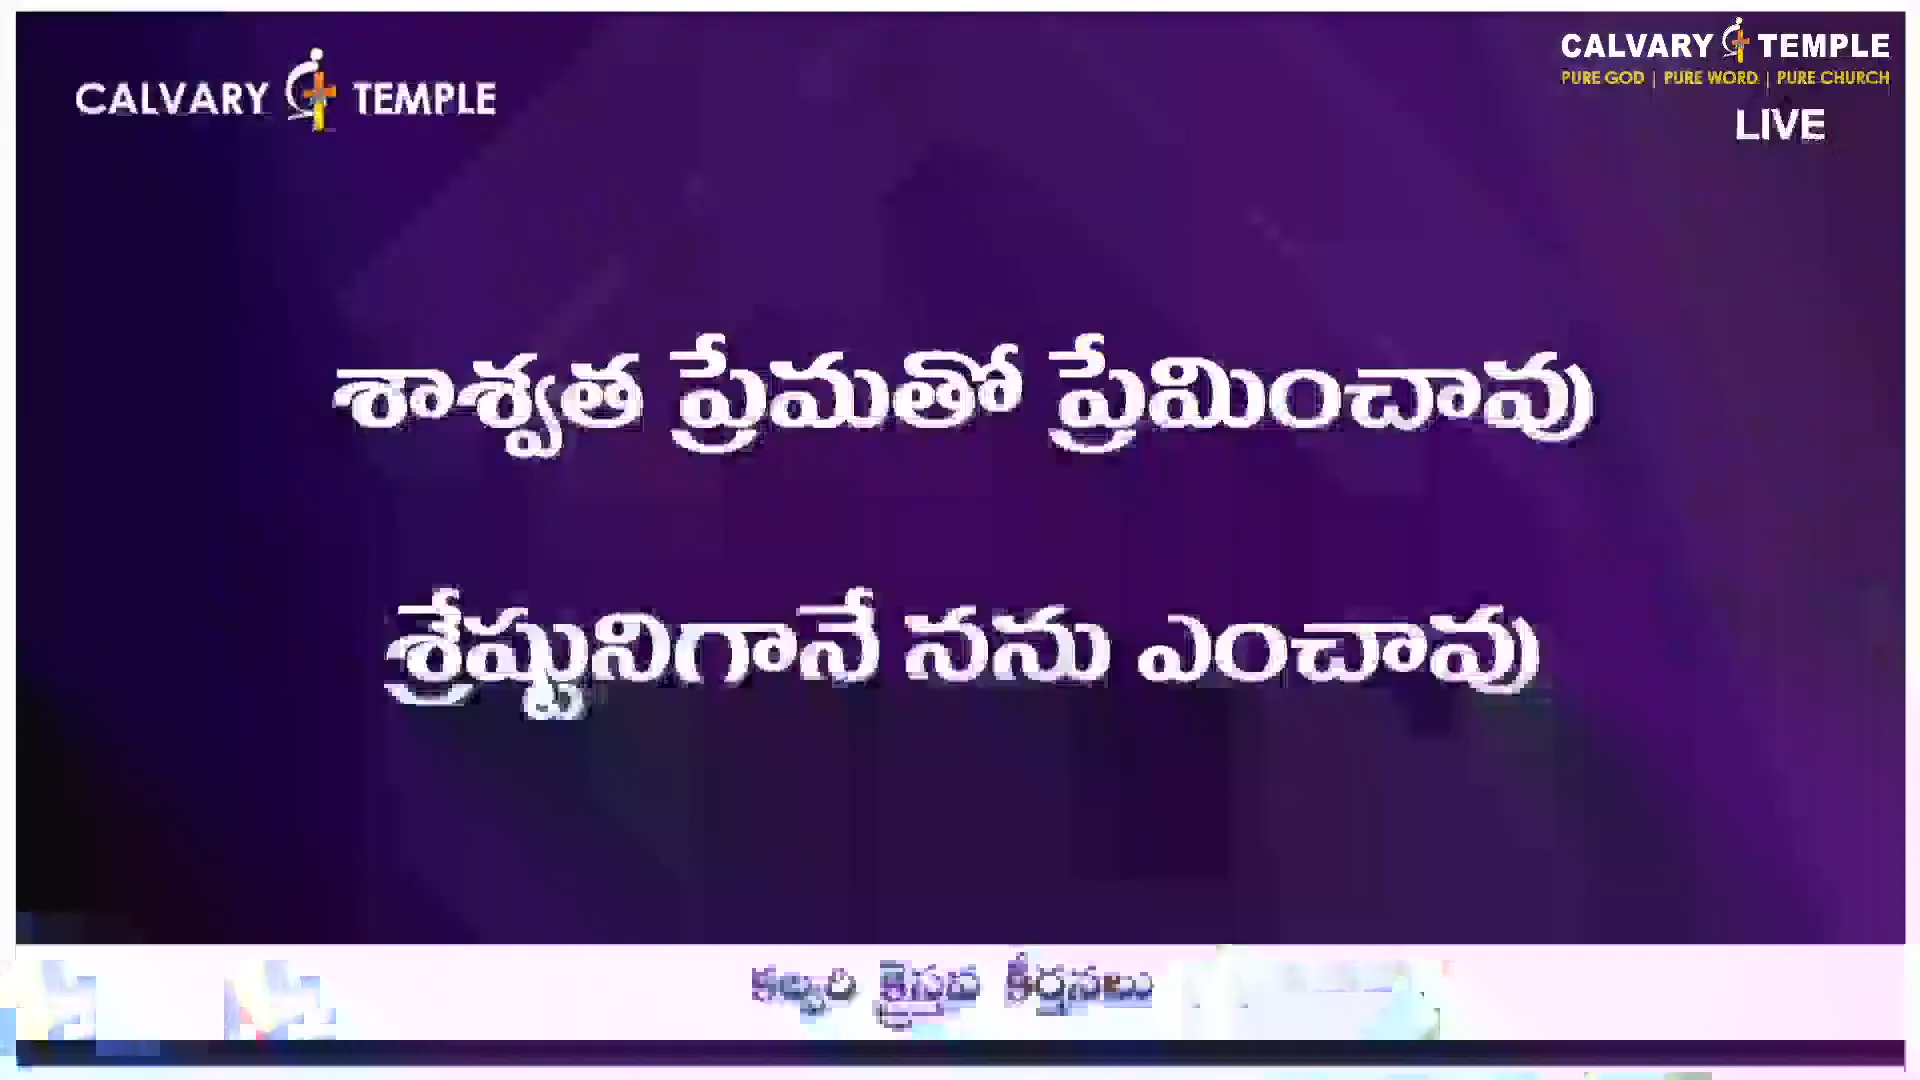 CALVARY TEMPLE
CALVARY TEMPLE
PURE GOD | PURE WORD | PURE CHURCH
LIVE
శాశ్వత ప్రేమతో ప్రేమించావు
శ్రేష్టునిగానే నను ఎంచావు
కల్వరి క్రైస్తవ కీర్తనలు